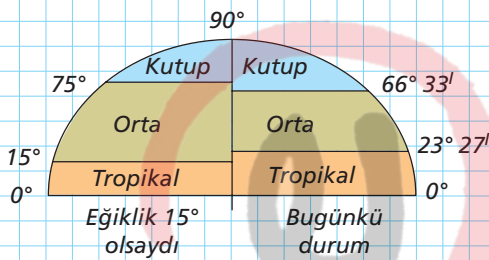 90°
Kutup Kutup
75° 66° 33ˡ
Orta Orta
15° 23° 27ˡ
Tropikal Tropikal
0° 0°
Eğiklik 15° Bugünkü
olsaydı durum